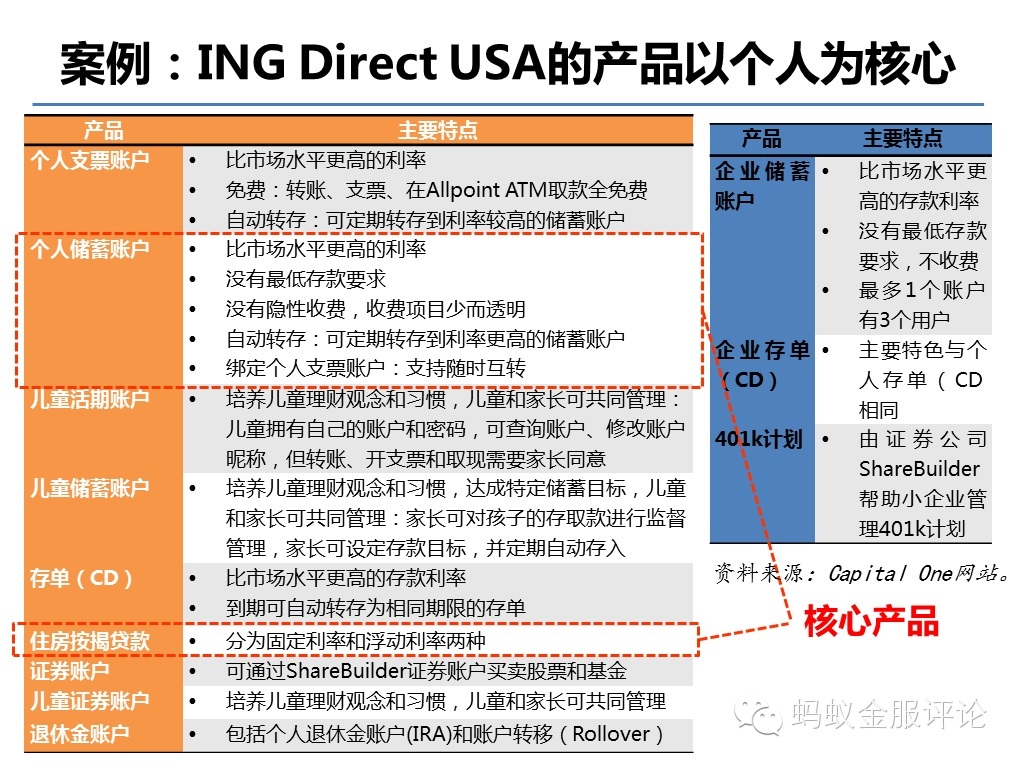 案例：ING Direct USA的产品以个人为核心
产品 主要特点
个人支票账户 • 比市场水平更高的利率
• 免费：转账、支票、在Allpoint ATM取款全免费
• 自动转存：可定期转存到利率较高的储蓄账户
个人储蓄账户 • 比市场水平更高的利率
• 没有最低存款要求
• 没有隐性收费，收费项目少而透明
• 自动转存：可定期转存到利率更高的储蓄账户
• 绑定个人支票账户：支持随时互转
儿童活期账户 • 培养儿童理财观念和习惯，儿童和家长可共同管理：
儿童拥有自己的账户和密码，可查询账户、修改账户
昵称，但转账、开支票和取现需要家长同意
儿童储蓄账户 • 培养儿童理财观念和习惯，达成特定储蓄目标，儿童
和家长可共同管理：家长可对孩子的存取款进行监督
管理，家长可设定存款目标，并定期自动存入
存单（CD） • 比市场水平更高的存款利率
• 到期可自动转存为相同期限的存单
住房按揭贷款 • 分为固定利率和浮动利率两种
证券账户 • 可通过ShareBuilder证券账户买卖股票和基金
儿童证券账户 • 培养儿童理财观念和习惯，儿童和家长可共同管理
退休金账户 • 包括个人退休金账户(IRA)和账户转移（Rollover）
产品 主要特点
企业储蓄 • 比市场水平更
账户 高的存款利率
• 没有最低存款
要求，不收费
• 最多1个账户
有3个用户
企业存单 • 主要特色与个
（CD） 人存单（CD
相同
401k计划 • 由证券公司
ShareBuilder
帮助小企业管
理401k计划
资料来源：Capital One网站。
核心产品
蚂蚁金服评论